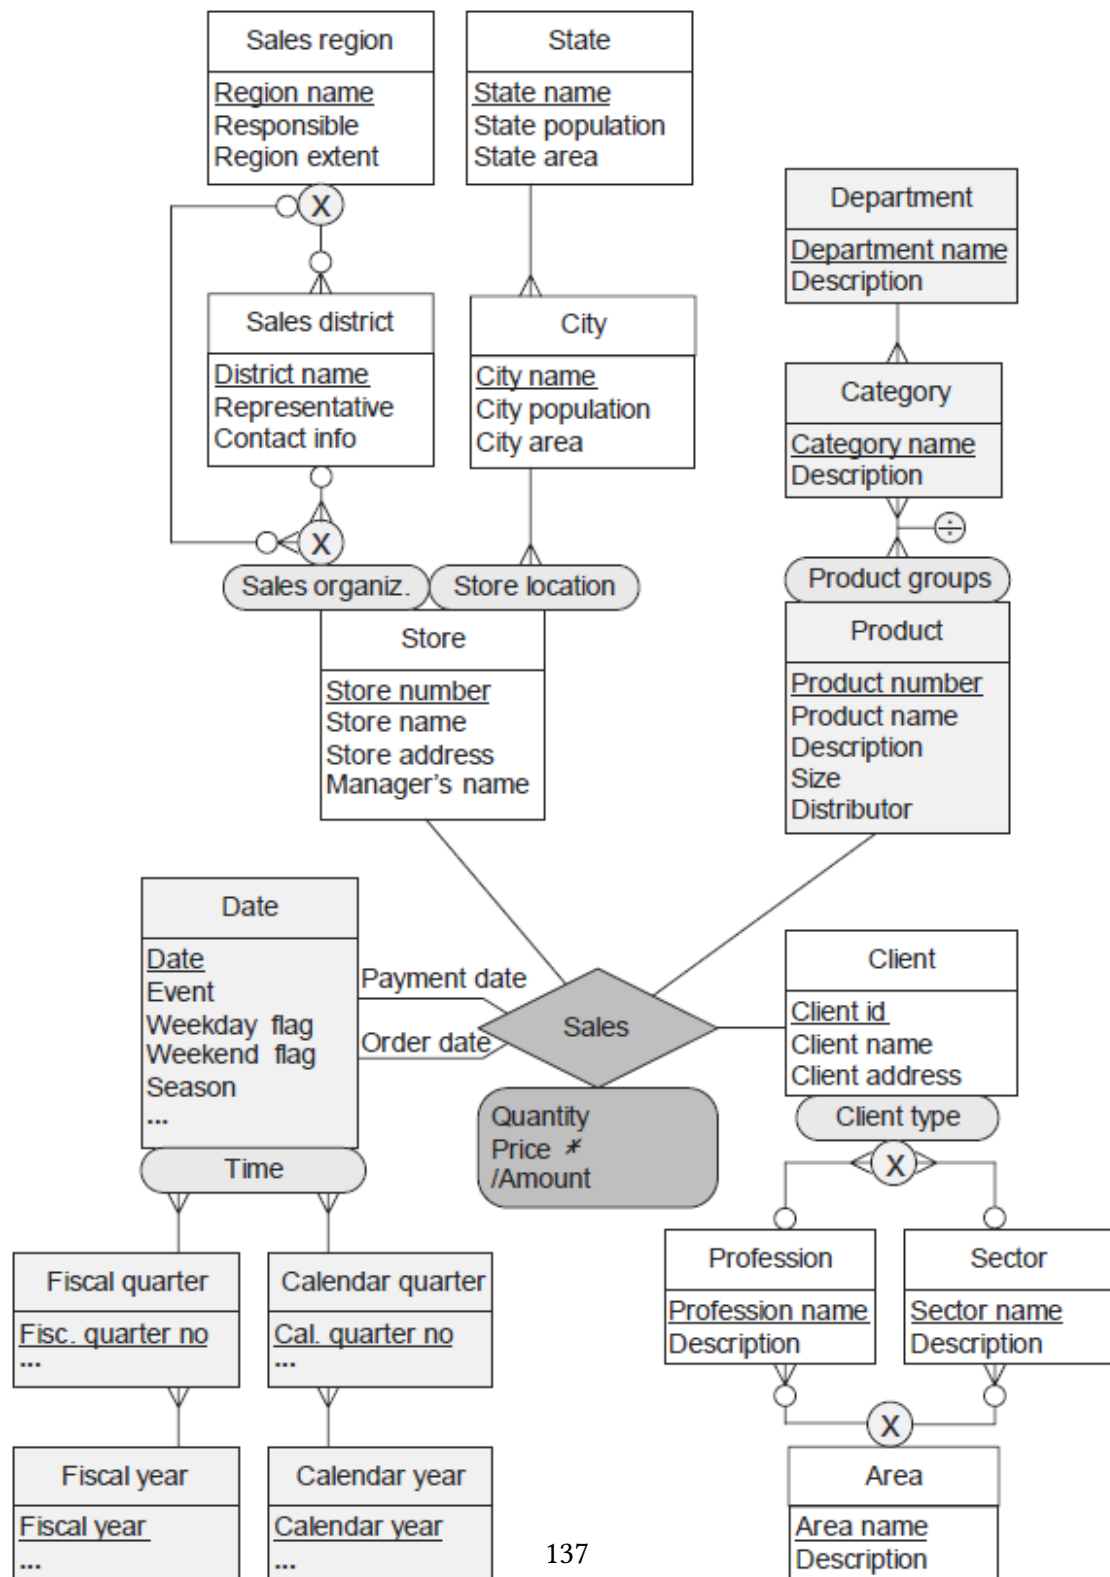 Sales region
Region name
Responsible
Region extent
State
State name
State population
State area
Department
Department name
Description
X
Sales district
District name
Representative
Contact info
City
City name
City population
City area
Category
Category name
Description
X
÷
Sales organiz.
Store location
Product groups
Store
Store number
Store name
Store address
Manager's name
Product
Product number
Product name
Description
Size
Distributor
Date
Date
Event
Weekday flag
Weekend flag
Season
...
Time
Payment date
Order date
Sales
Quantity
Price *
/Amount
Client
Client id
Client name
Client address
Client type
X
Fiscal quarter
Fisc. quarter no
...
Calendar quarter
Cal. quarter no
...
Profession
Profession name
Description
Sector
Sector name
Description
X
Fiscal year
Fiscal year
...
Calendar year
Calendar year
...
Area
Area name
Description
137